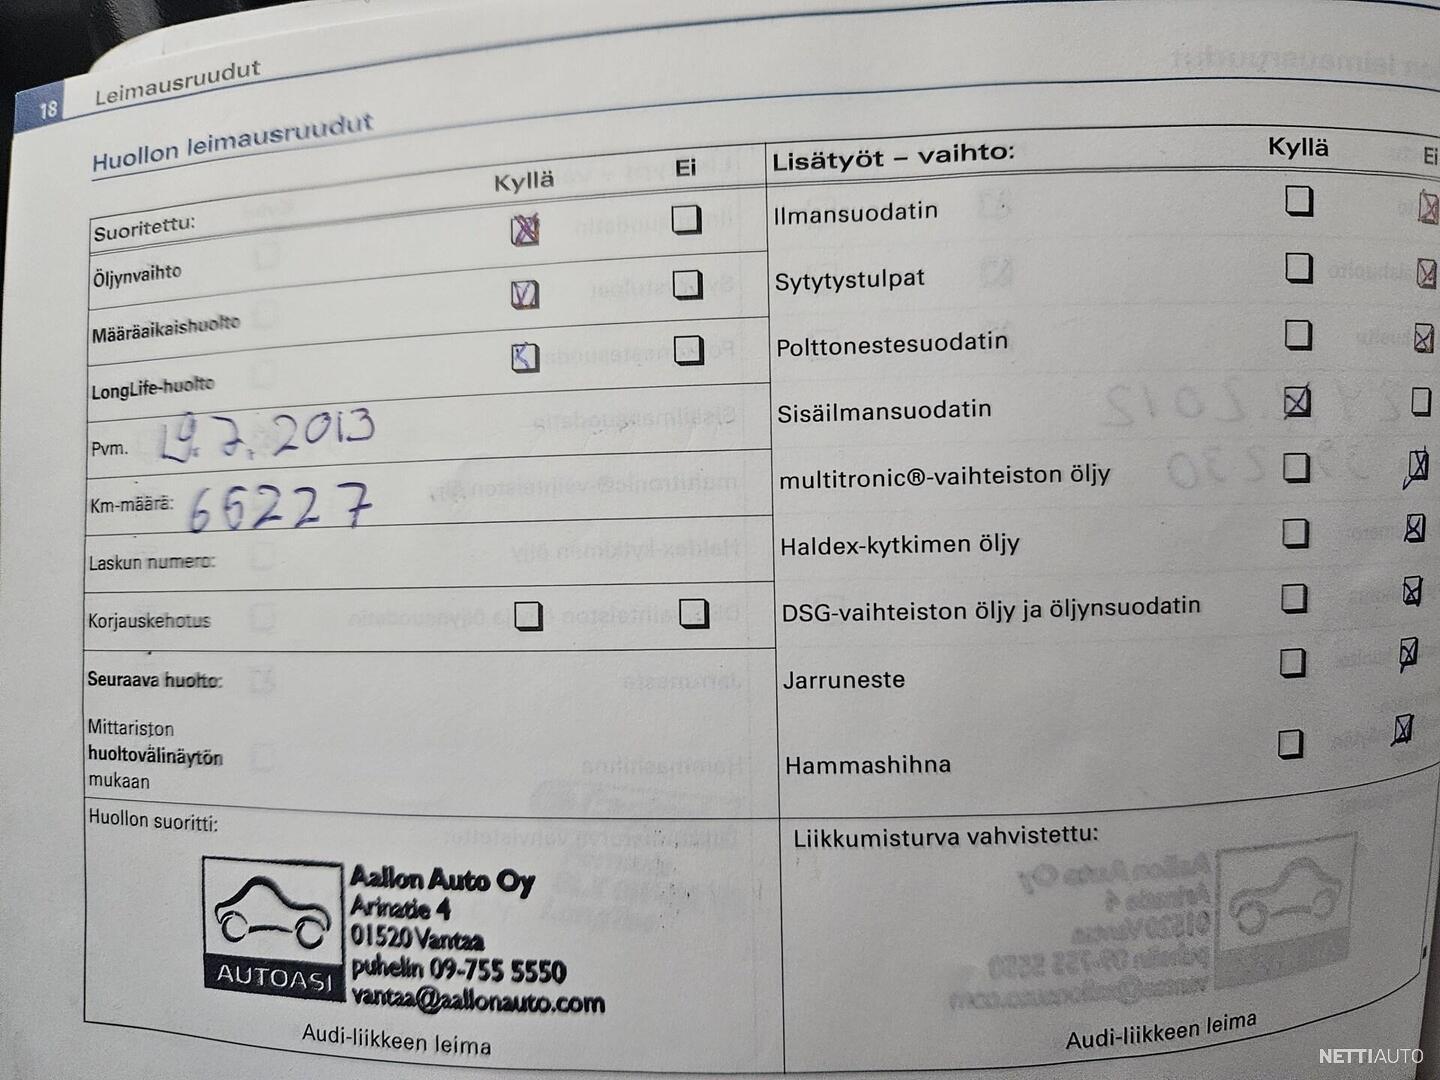 18 Leimausruudut
Huollon leimausruudut
Suoritettu: Kyllä Ei
Öljynvaihto
Määräaikaishuolto
LongLife-huolto
Pvm. 19.7.2013
Km-määrä: 66227
Laskun numero:
Korjauskehotus
Seuraava huolto:
Mittariston
huoltovälinäytön
mukaan
Huollon suoritti:
AUTOASI
Aallon Auto Oy
Arinatie 4
01520 Vantaa
puhelin 09-755 5550
vantaa@aallonauto.com
Audi-liikkeen leima
Lisätyöt – vaihto: Kyllä Ei
Ilmansuodatin
Sytytystulpat
Polttonestesuodatin
Sisäilmansuodatin
multitronic®-vaihteiston öljy
Haldex-kytkimen öljy
DSG-vaihteiston öljy ja öljynsuodatin
Jarruneste
Hammashihna
Liikkumisturva vahvistettu:
Audi-liikkeen leima
NETTIAUTO